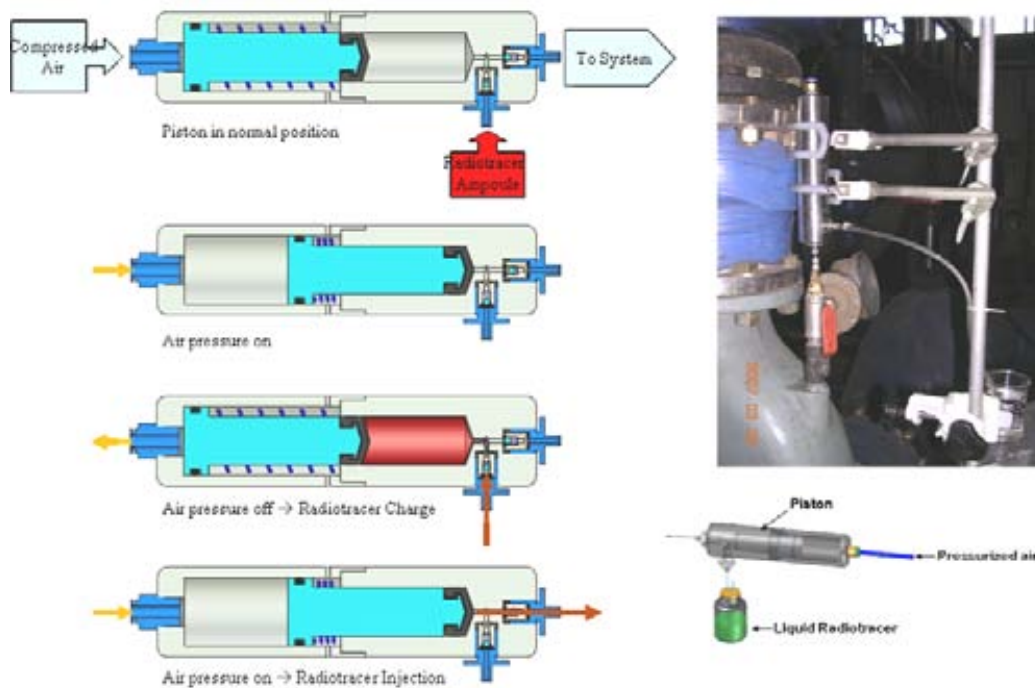 Compressed
Air
To System
Piston in normal position
Radiotracer
Ampoule
Air pressure on
Air pressure off → Radiotracer Charge
Air pressure on → Radiotracer Injection
Piston
Pressurized air
Liquid Radiotracer